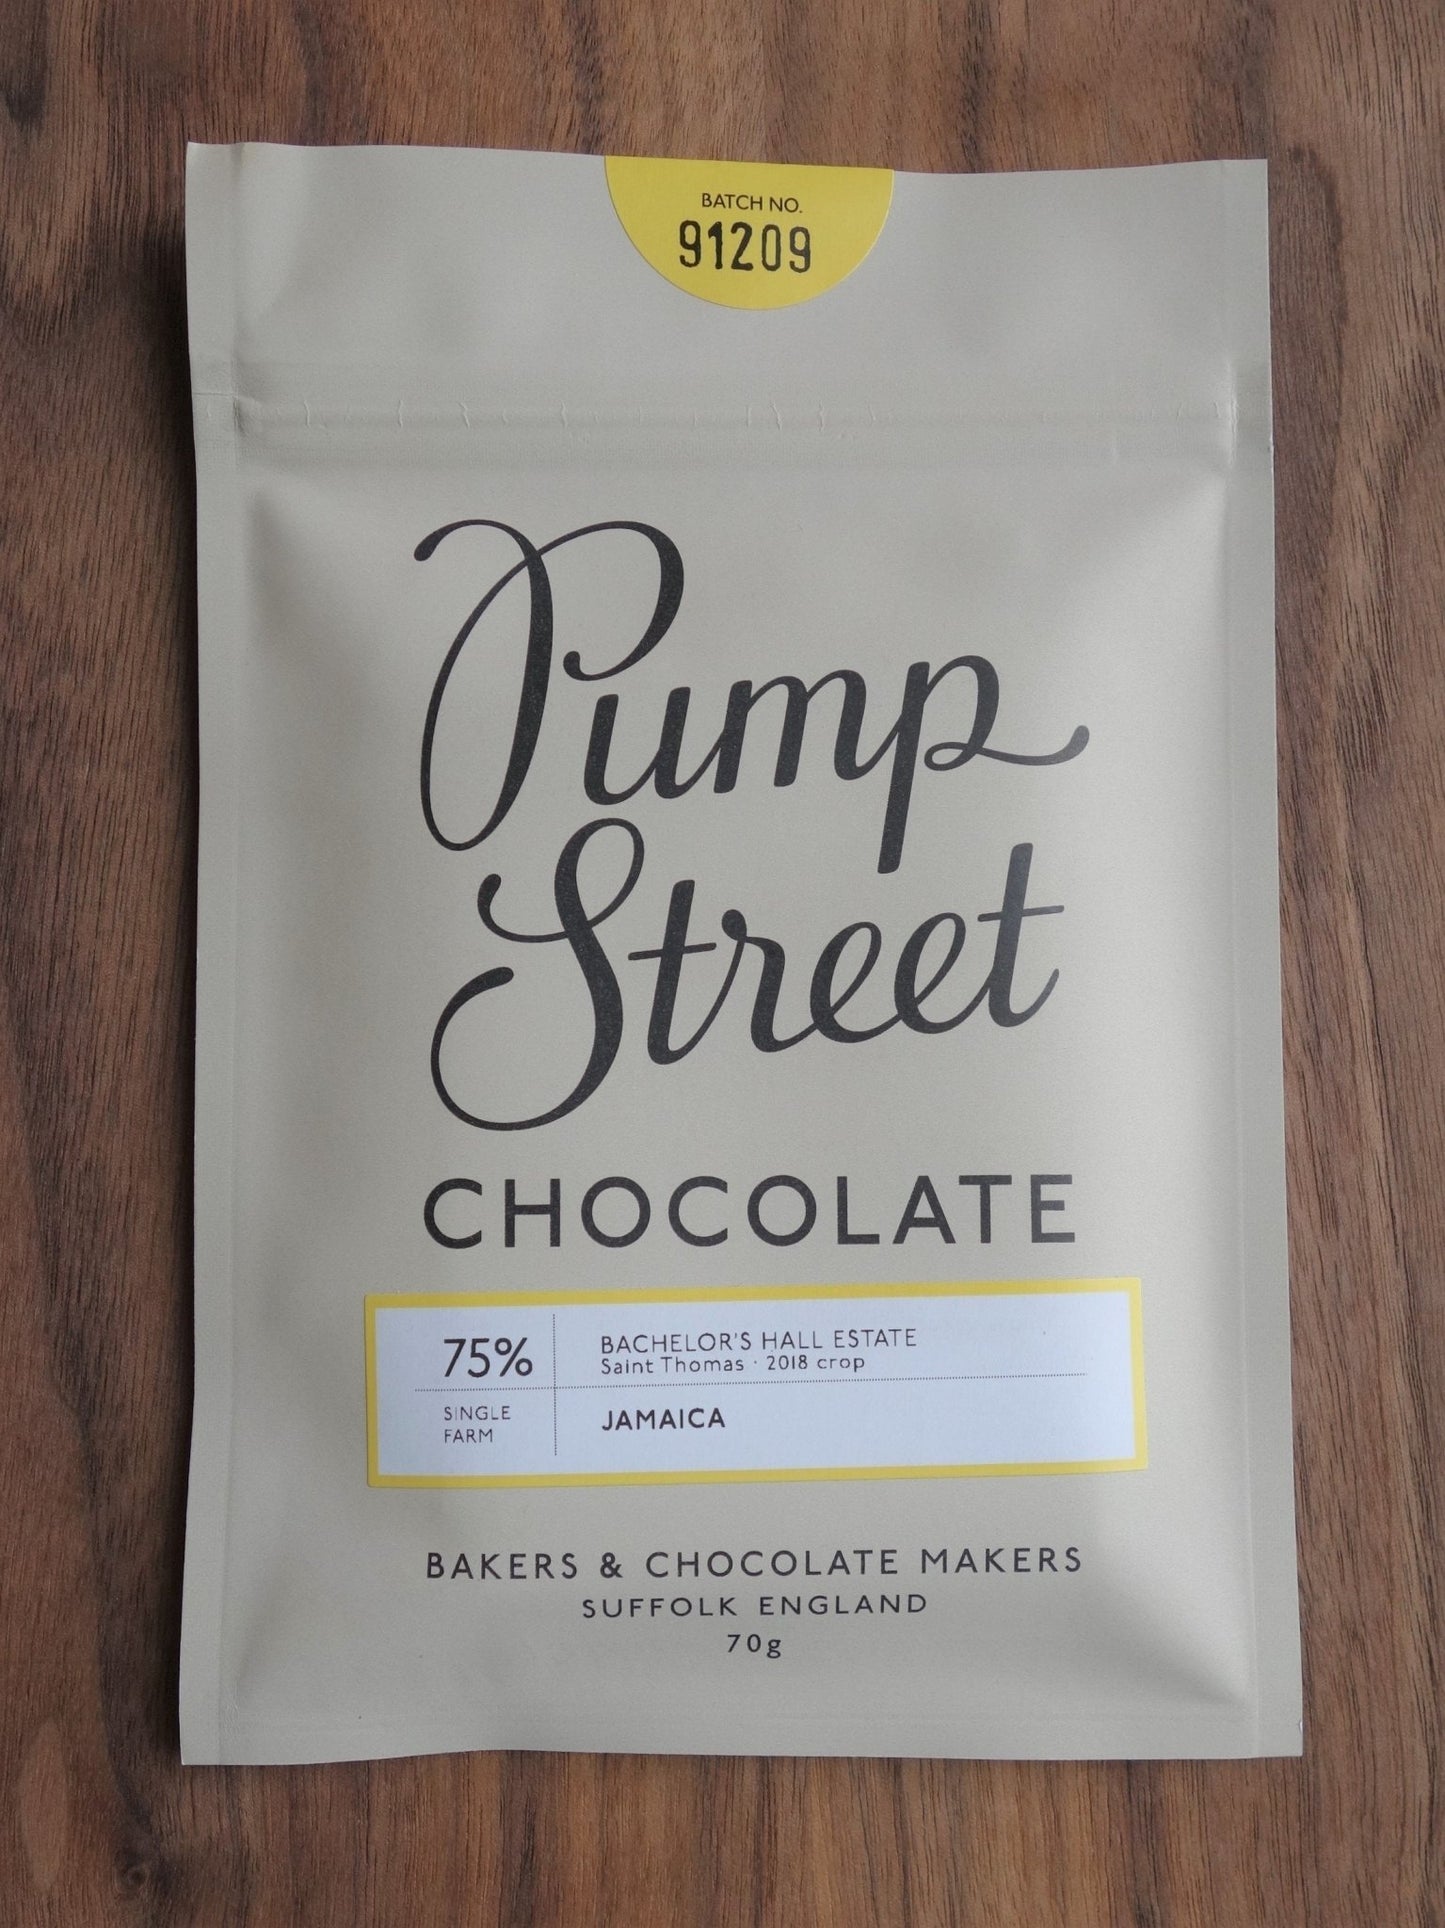 BATCH NO.
91209
Pump
Street
CHOCOLATE
75%
BACHELOR'S HALL ESTATE
Saint Thomas · 2018 crop
SINGLE
FARM
JAMAICA
BAKERS & CHOCOLATE MAKERS
SUFFOLK ENGLAND
70g